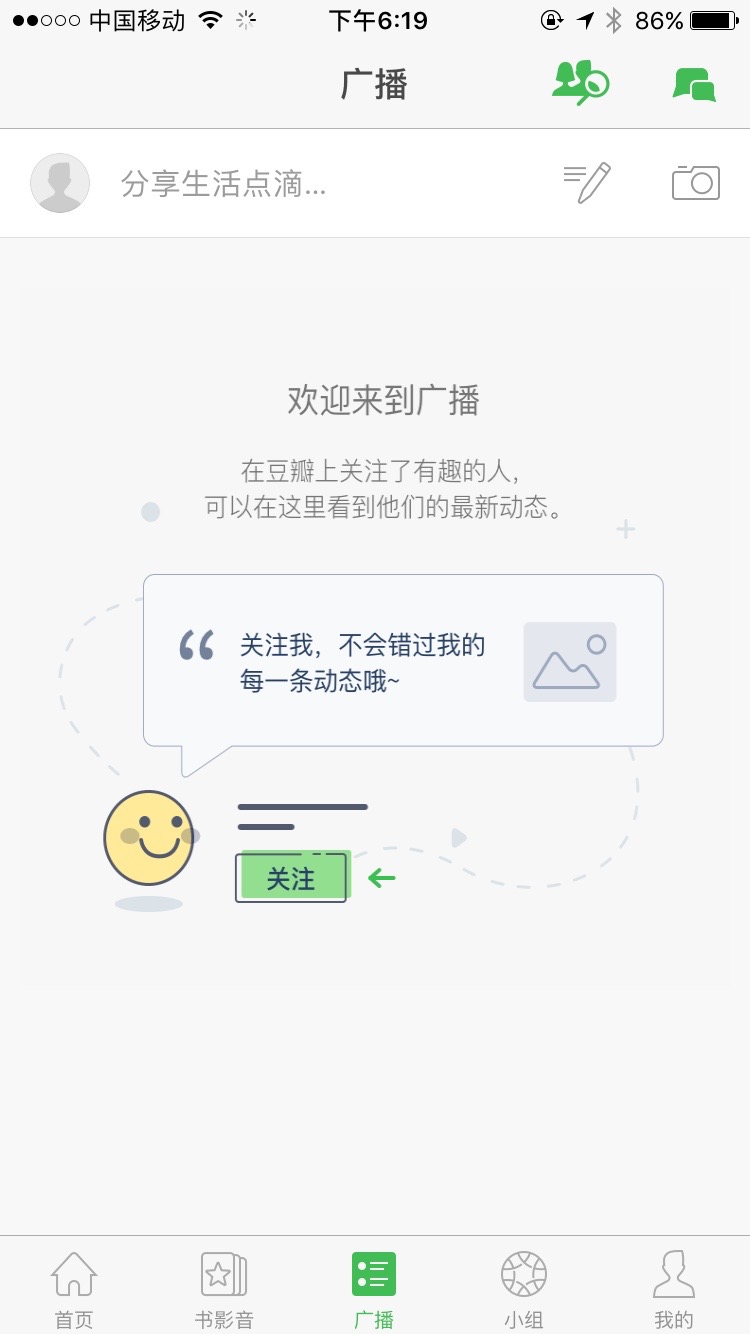 中国移动 下午6:19 86%
广播
分享生活点滴...
欢迎来到广播
在豆瓣上关注了有趣的人，
可以在这里看到他们的最新动态。
关注我，不会错过我的
每一条动态哦~
关注
首页 书影音 广播 小组 我的